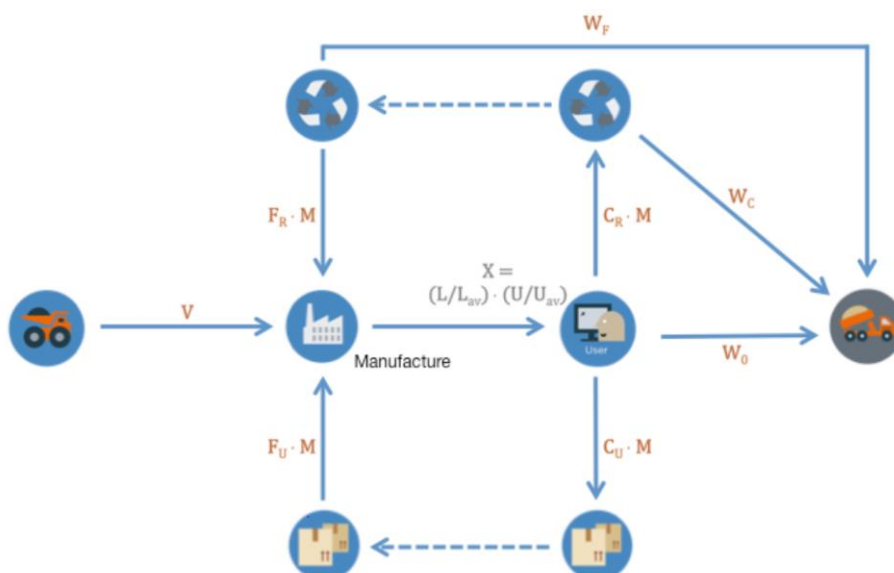 W_F
W_C
F_R · M
C_R · M
X =
(L/L_av) · (U/U_av)
V
User
W_0
Manufacture
F_U · M
C_U · M